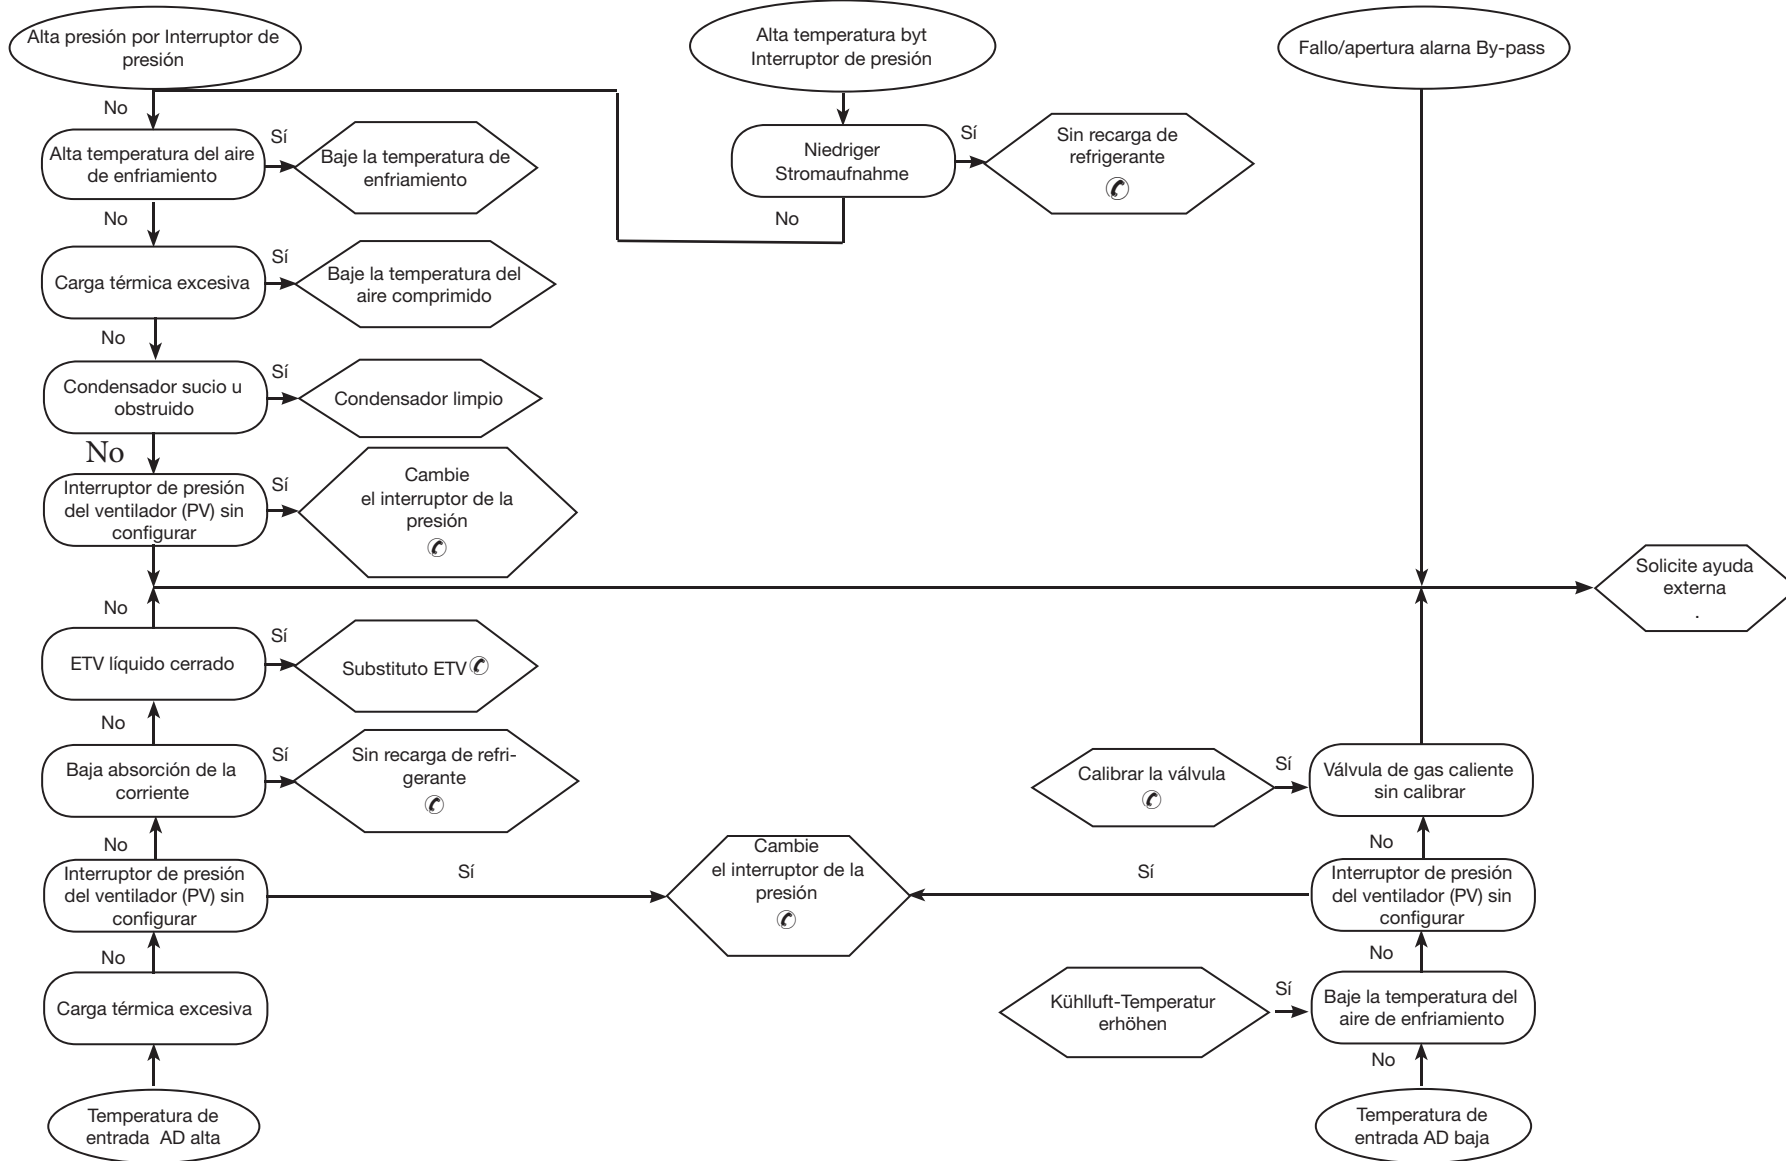 Alta presión por Interruptor de
presión
Alta temperatura byt
Interruptor de presión
Fallo/apertura alarna By-pass
No
Alta temperatura del aire
de enfriamiento
Sí
Baje la temperatura de
enfriamiento
Niedriger
Stromaufnahme
Sí
Sin recarga de
refrigerante
No
No
Carga térmica excesiva
Sí
Baje la temperatura del
aire comprimido
No
Condensador sucio u
obstruido
Sí
Condensador limpio
No
Interruptor de presión
del ventilador (PV) sin
configurar
Sí
Cambie
el interruptor de la
presión
Solicite ayuda
externa
.
No
ETV líquido cerrado
Sí
Substituto ETV
No
Baja absorción de la
corriente
Sí
Sin recarga de refri-
gerante
Calibrar la válvula
Sí
Válvula de gas caliente
sin calibrar
No
Interruptor de presión
del ventilador (PV) sin
configurar
Sí
Cambie
el interruptor de la
presión
Sí
No
Interruptor de presión
del ventilador (PV) sin
configurar
No
Carga térmica excesiva
No
Kühlluft-Temperatur
erhöhen
Sí
Baje la temperatura del
aire de enfriamiento
No
Temperatura de
entrada AD alta
Temperatura de
entrada AD baja